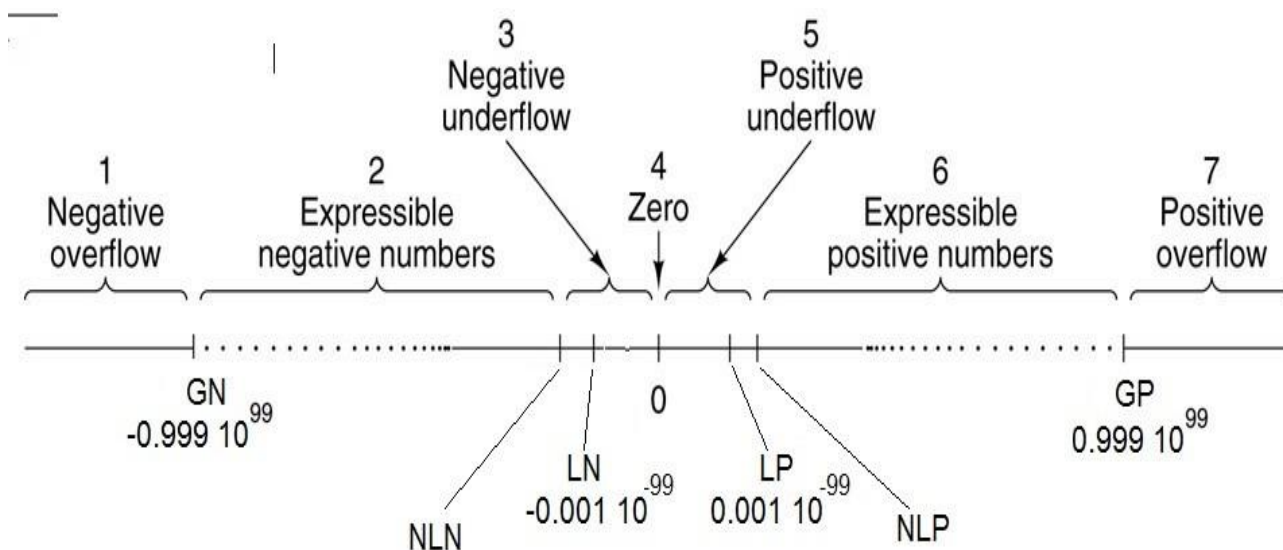 3
Negative
underflow
5
Positive
underflow
1
Negative
overflow
2
Expressible
negative numbers
4
Zero
6
Expressible
positive numbers
7
Positive
overflow
GN
-0.999 10^99
NLN
LN
-0.001 10^-99
0
LP
0.001 10^-99
NLP
GP
0.999 10^99